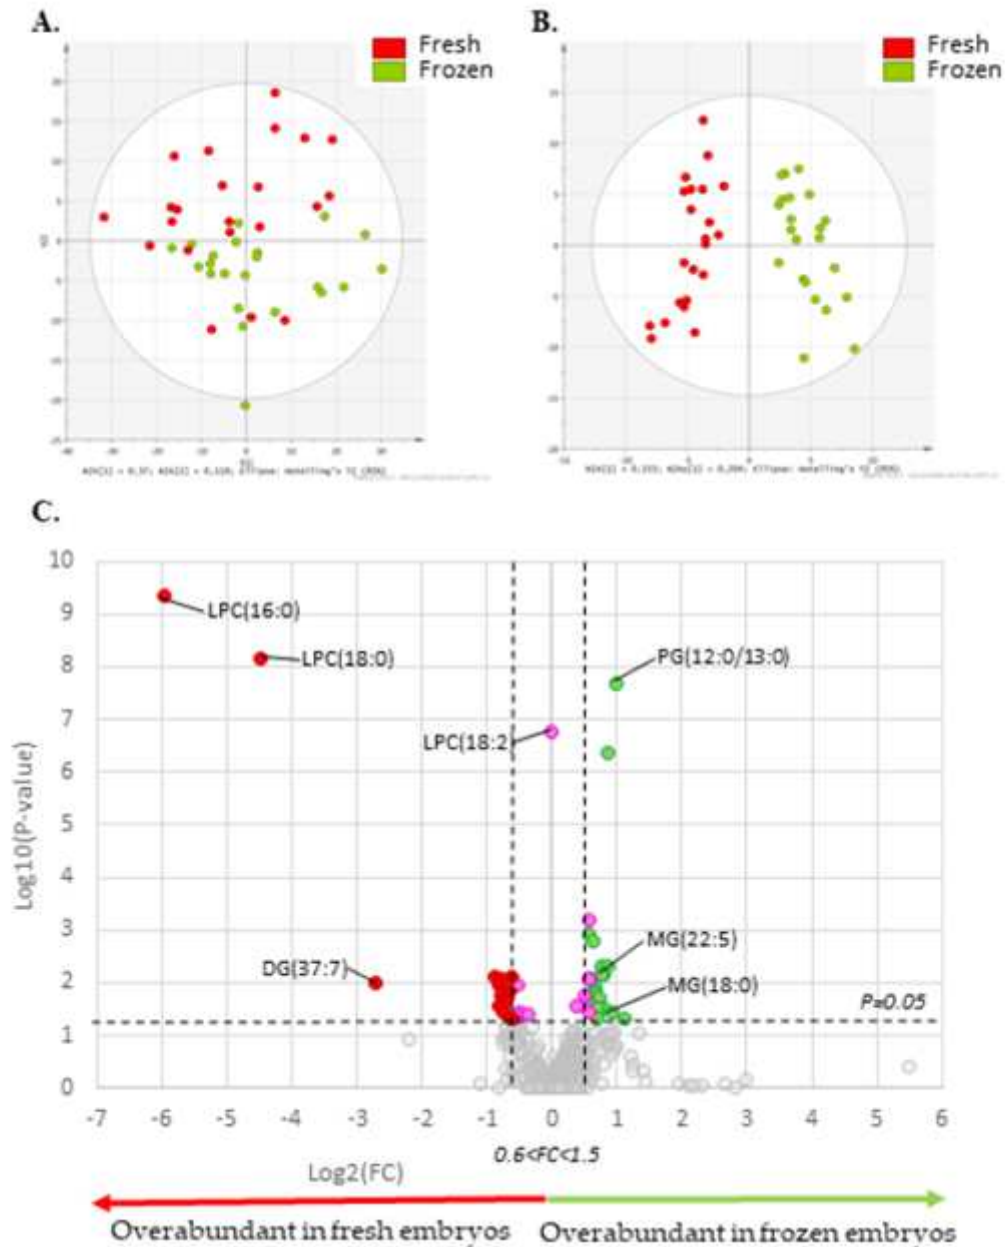 A.
Fresh
Frozen
B.
Fresh
Frozen
C.
10
9
8
7
6
5
4
3
2
1
0
Log10(P-value)
LPC(16:0)
LPC(18:0)
PG(12:0/13:0)
LPC(18:2
MG(22:5)
DG(37:7)
MG(18:0)
P=0.05
-7 -6 -5 -4 -3 -2 -1 0 1 2 3 4 5 6
0.6<FC<1.5
Log2(FC)
Overabundant in fresh embryos
Overabundant in frozen embryos